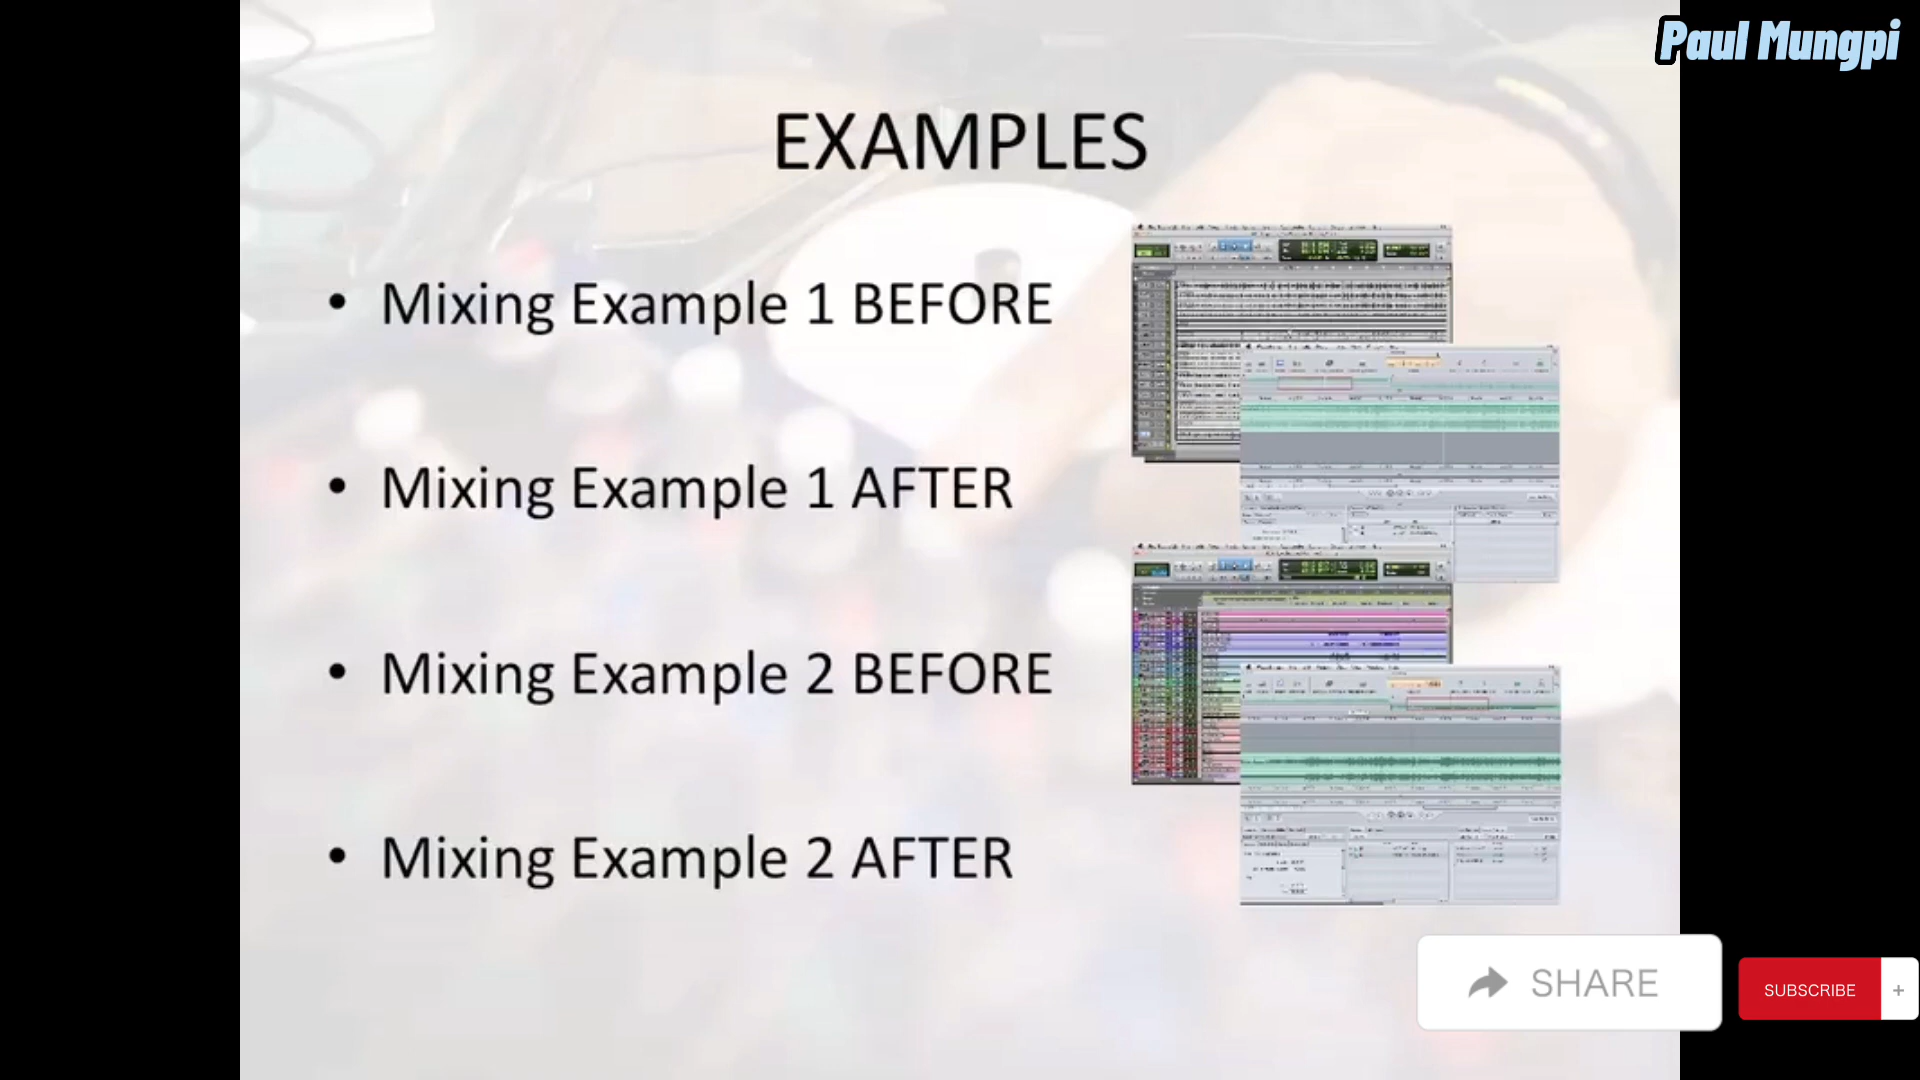 Paul Mungpi
EXAMPLES
• Mixing Example 1 BEFORE
• Mixing Example 1 AFTER
• Mixing Example 2 BEFORE
• Mixing Example 2 AFTER
SHARE
SUBSCRIBE +